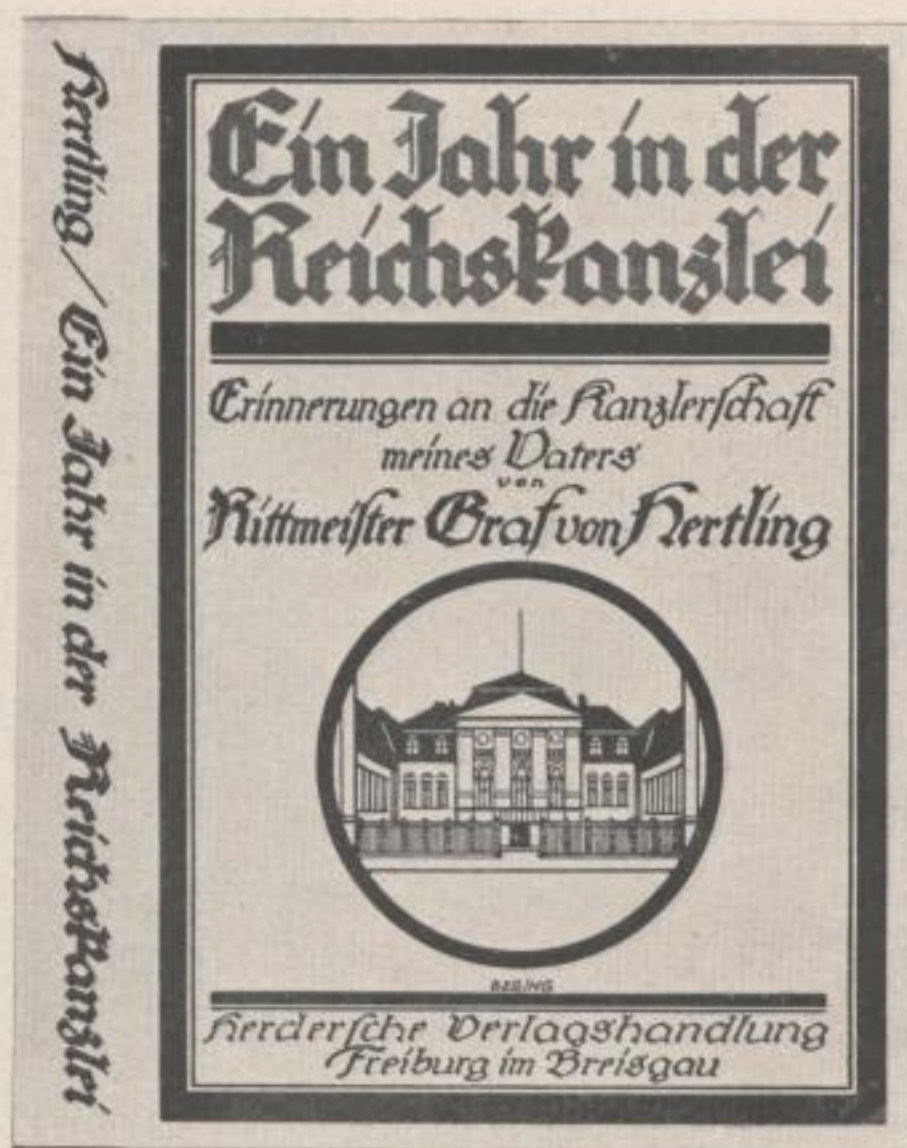 Hertling / Ein Jahr in der Reichskanzlei
Ein Jahr in der
Reichskanzlei
Erinnerungen an die Kanzlerschaft
meines Vaters
von
Rittmeister Graf von Hertling
Herdersche Verlagshandlung
Freiburg im Breisgau